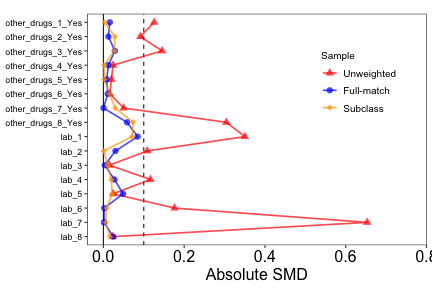 other_drugs_1_Yes
other_drugs_2_Yes
other_drugs_3_Yes
other_drugs_4_Yes
other_drugs_5_Yes
other_drugs_6_Yes
other_drugs_7_Yes
other_drugs_8_Yes
lab_1
lab_2
lab_3
lab_4
lab_5
lab_6
lab_7
lab_8
Sample
Unweighted
Full-match
Subclass
0.0 0.2 0.4 0.6 0.8
Absolute SMD